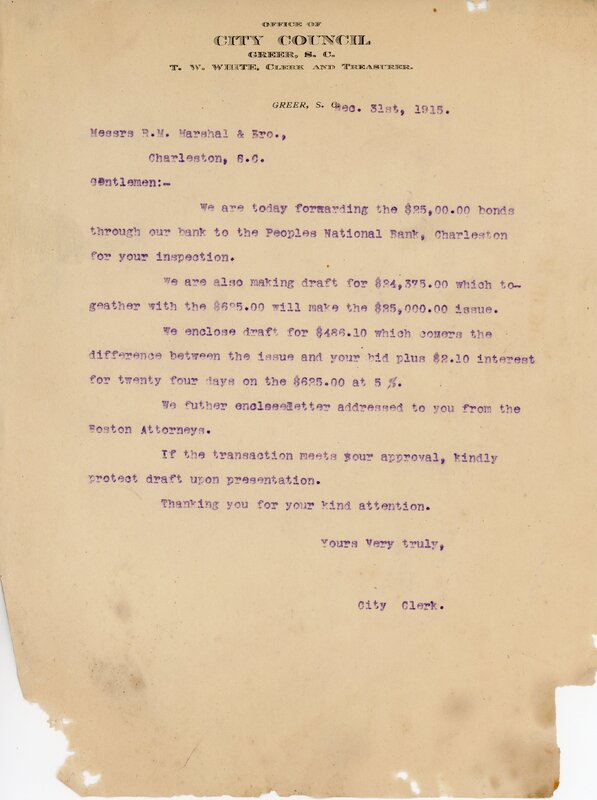 OFFICE OF
CITY COUNCIL
GREER, S. C.
T. W. WHITE, CLERK AND TREASURER.
GREER, S. C. Dec. 31st, 1915.
Messrs R.M. Marshal & Bro.,
Charleston, S.C.
Gentlemen:-
We are today forwarding the $25,00.00 bonds
through our bank to the Peoples National Bank, Charleston
for your inspection.
We are also making draft for $24,375.00 which to-
geather with the $625.00 will make the $25,000.00 issue.
We enclose draft for $486.10 which covers the
difference between the issue and your bid plus $2.10 interest
for twenty four days on the $625.00 at 5 %.
We futher enclose letter addressed to you from the
Boston Attorneys.
If the transaction meets your approval, kindly
protect draft upon presentation.
Thanking you for your kind attention.
Yours Very truly,
City Clerk.